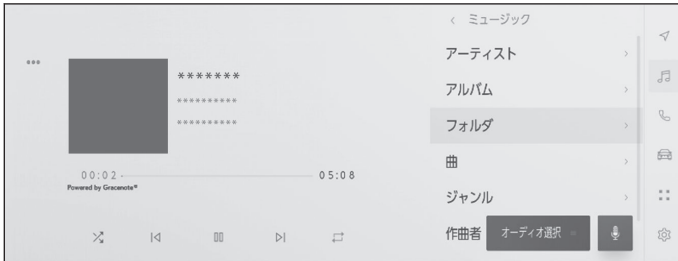 < ミュージック
アーティスト
*******
アルバム
**********
**********
フォルダ
曲
00:02
05:08
Powered by Gracenote®
ジャンル
作曲者
オーディオ選択